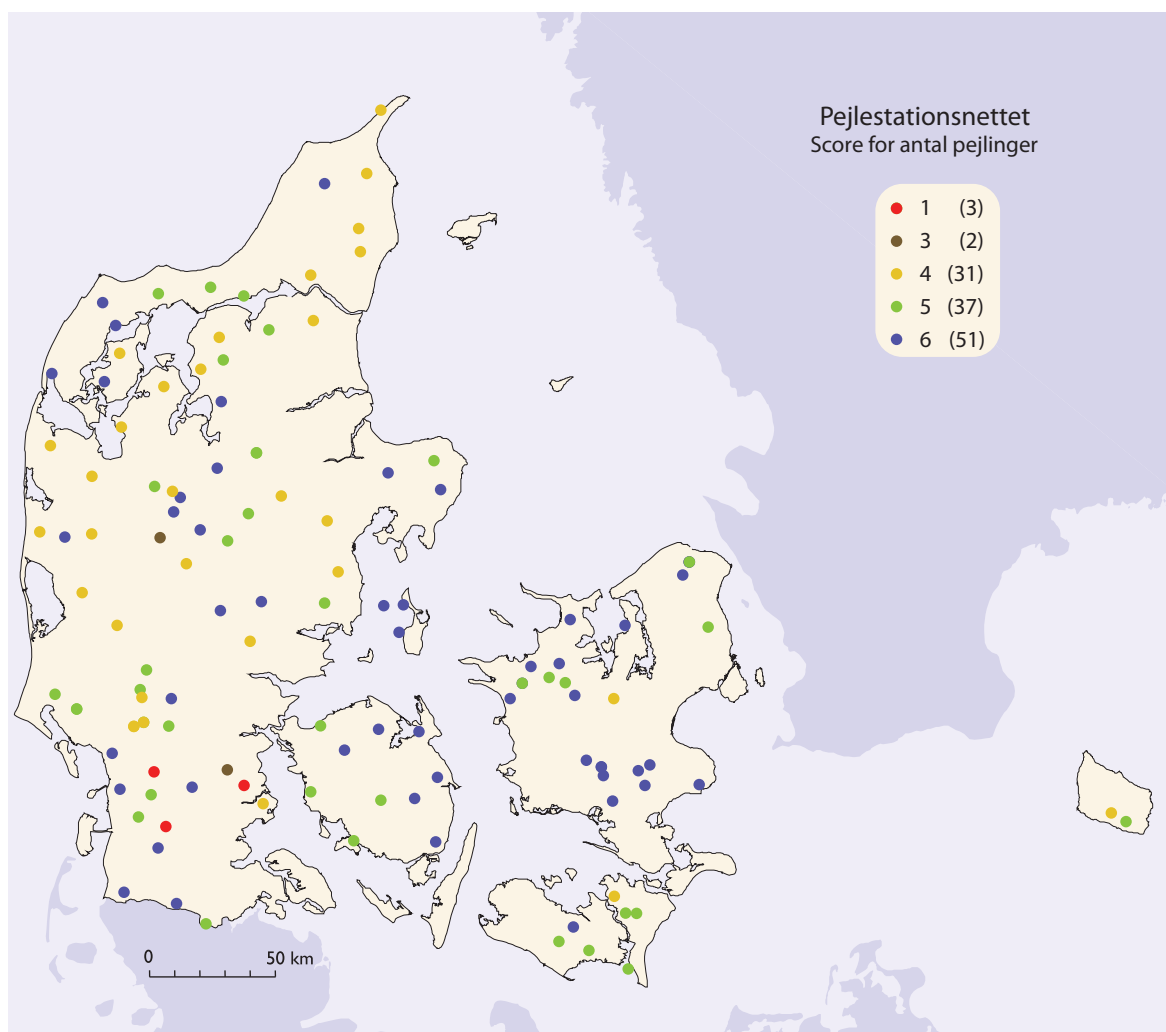 Pejlestationsnettet
Score for antal pejlinger
1 (3)
3 (2)
4 (31)
5 (37)
6 (51)
0 50 km